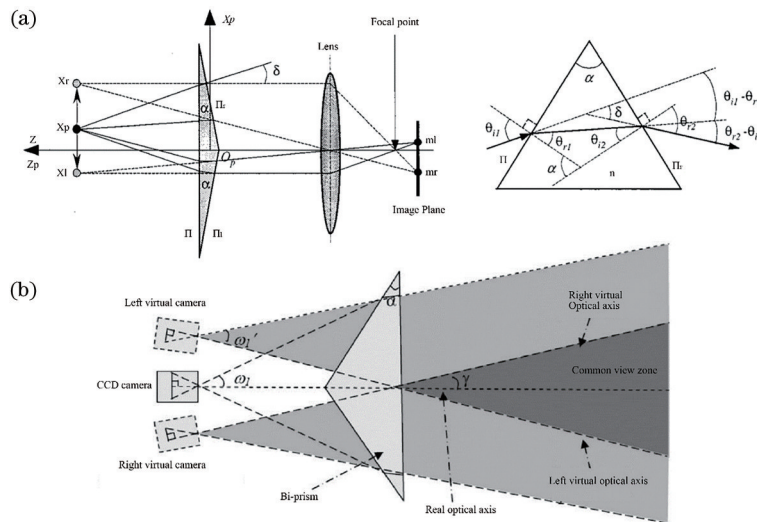 (a)
Xp
Lens
Focal point
Xr
δ
Πr
α
Xp
Z
Zp
Op
ml
Xl
α
mr
Π
Πl
Image Plane
α
θi1 - θr
δ
θi1
θr1
θi2
θr2
θr2 - θi
Π
α
n
Πr
(b)
Left virtual camera
α
ω1'
Right virtual
Optical axis
CCD camera
ω1
γ
Common view zone
Right virtual camera
Bi-prism
Real optical axis
Left virtual optical axis